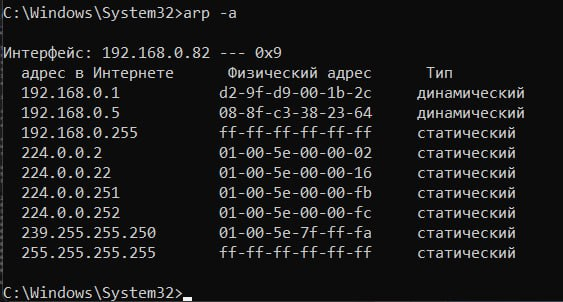 C:\Windows\System32>arp -a
Интерфейс: 192.168.0.82 --- 0x9
адрес в Интернете Физический адрес Тип
192.168.0.1 d2-9f-d9-00-1b-2c динамический
192.168.0.5 08-8f-c3-38-23-64 динамический
192.168.0.255 ff-ff-ff-ff-ff-ff статический
224.0.0.2 01-00-5e-00-00-02 статический
224.0.0.22 01-00-5e-00-00-16 статический
224.0.0.251 01-00-5e-00-00-fb статический
224.0.0.252 01-00-5e-00-00-fc статический
239.255.255.250 01-00-5e-7f-ff-fa статический
255.255.255.255 ff-ff-ff-ff-ff-ff статический
C:\Windows\System32>